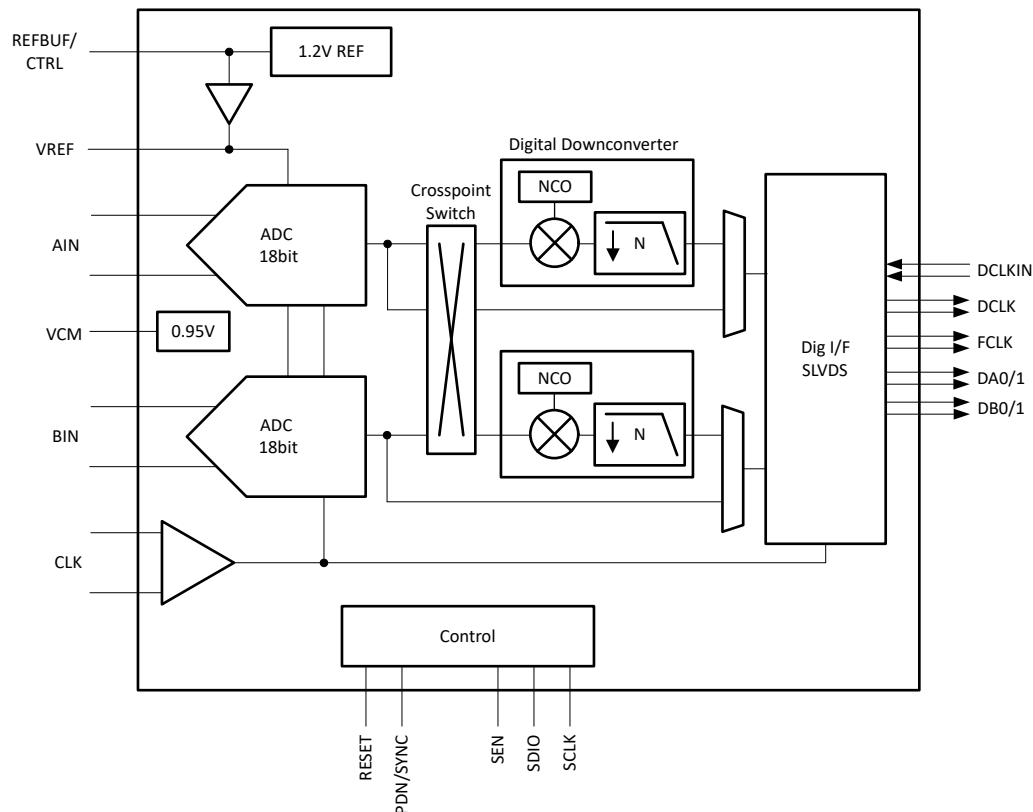 REFBUF/
CTRL
1.2V REF
VREF
Digital Downconverter
NCO
Crosspoint
Switch
ADC
18bit
N
AIN
DCLKIN
DCLK
VCM
0.95V
Dig I/F
SLVDS
FCLK
NCO
DA0/1
ADC
18bit
N
DB0/1
BIN
CLK
Control
RESET
PDN/SYNC
SEN
SDIO
SCLK